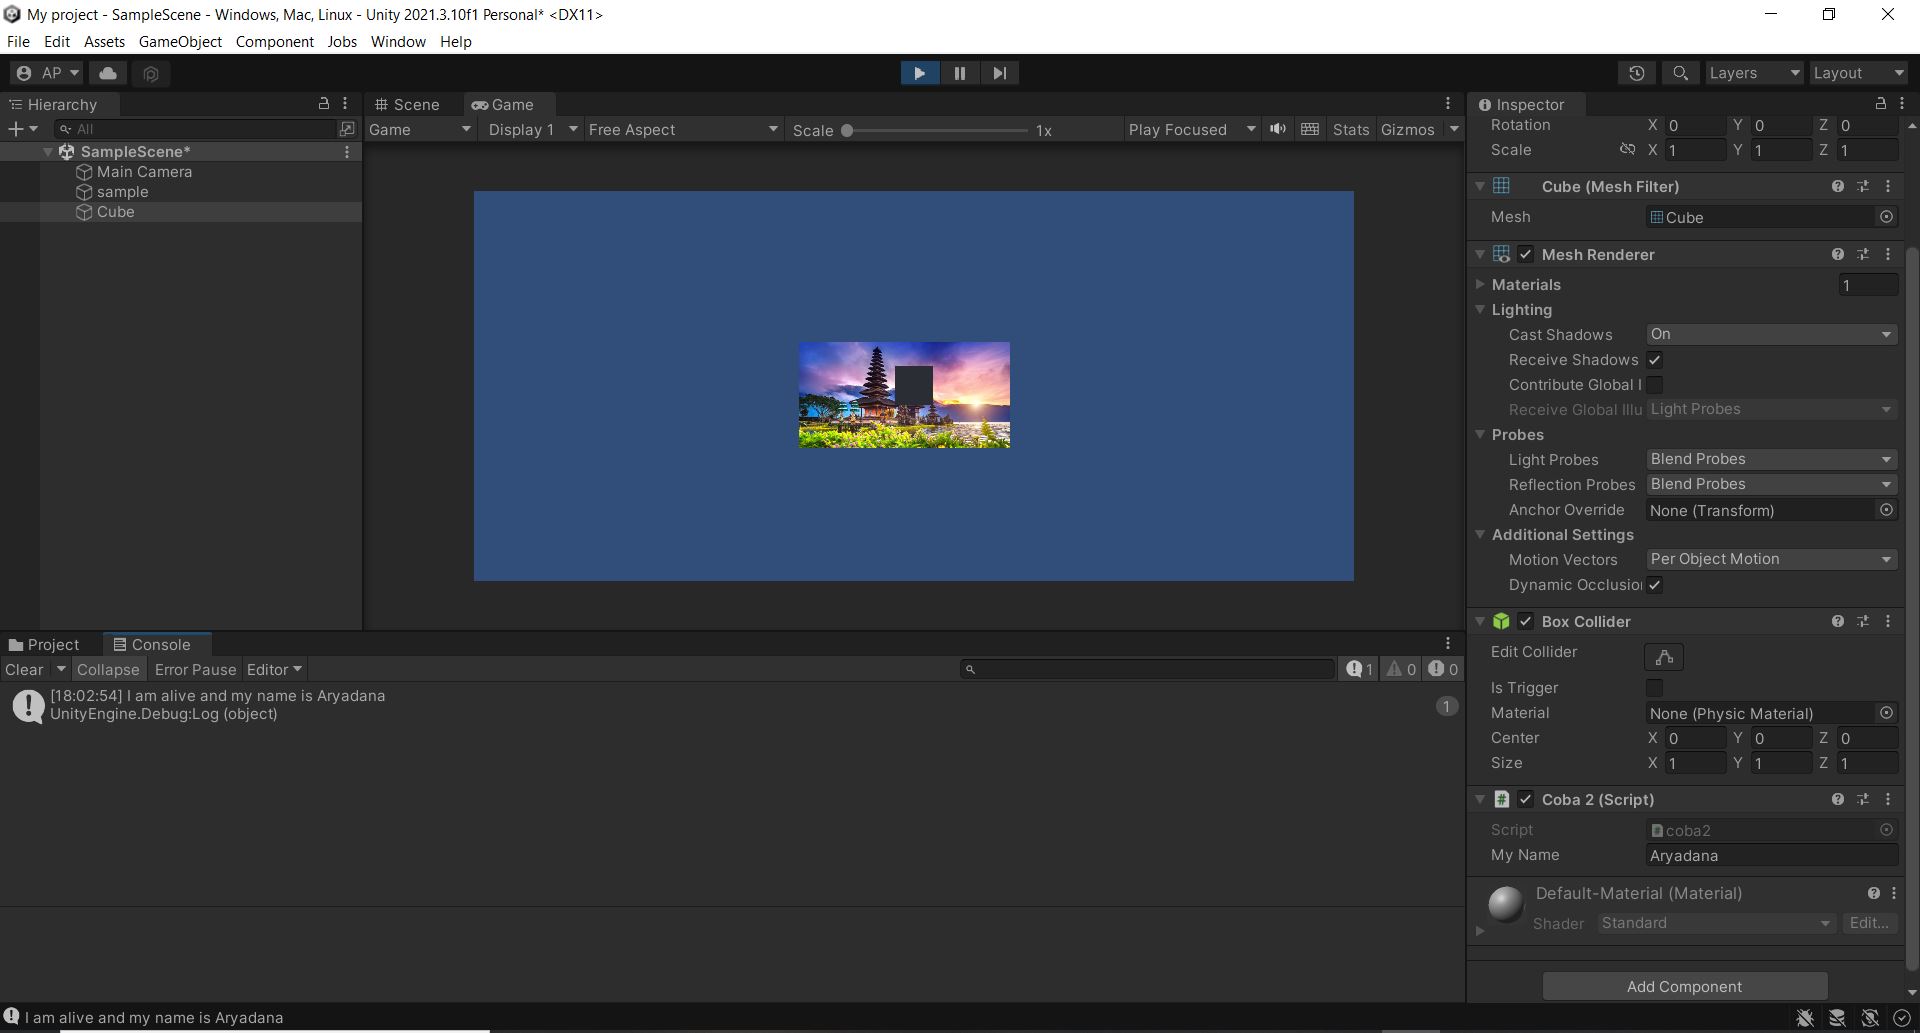 My project - SampleScene - Windows, Mac, Linux - Unity 2021.3.10f1 Personal* <DX11>
File Edit Assets GameObject Component Jobs Window Help
AP Layers Layout
Hierarchy
All
SampleScene*
Main Camera
sample
Cube
Scene Game
Game Display 1 Free Aspect Scale 1x Play Focused Stats Gizmos
Inspector
Rotation X 0 Y 0 Z 0
Scale X 1 Y 1 Z 1
Cube (Mesh Filter)
Mesh Cube
Mesh Renderer
Materials 1
Lighting
Cast Shadows On
Receive Shadows
Contribute Global I
Receive Global Illu Light Probes
Probes
Light Probes Blend Probes
Reflection Probes Blend Probes
Anchor Override None (Transform)
Additional Settings
Motion Vectors Per Object Motion
Dynamic Occlusion
Box Collider
Edit Collider
Is Trigger
Material None (Physic Material)
Center X 0 Y 0 Z 0
Size X 1 Y 1 Z 1
Coba 2 (Script)
Script coba2
My Name Aryadana
Default-Material (Material)
Shader Standard Edit...
Add Component
Project Console
Clear Collapse Error Pause Editor 1 0 0
[18:02:54] I am alive and my name is Aryadana
UnityEngine.Debug:Log (object)
1
I am alive and my name is Aryadana